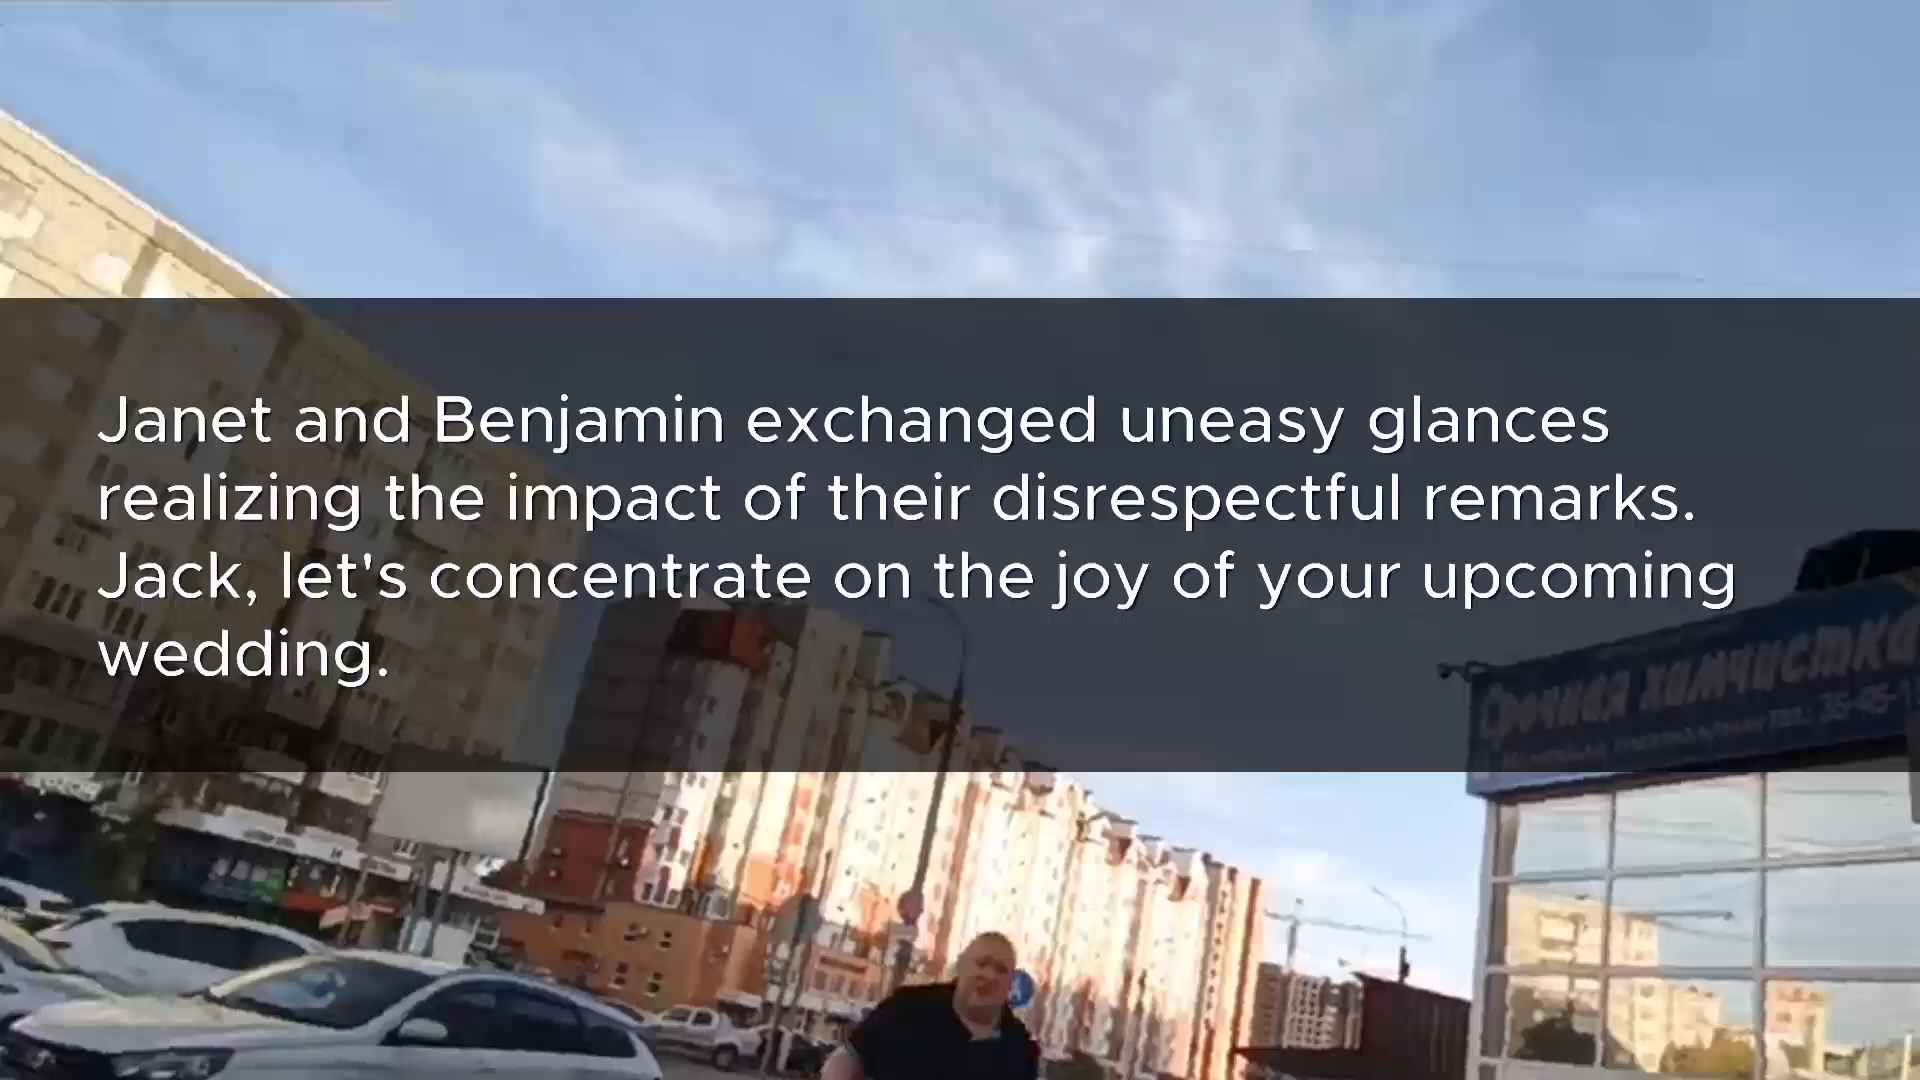 Janet and Benjamin exchanged uneasy glances
realizing the impact of their disrespectful remarks.
Jack, let's concentrate on the joy of your upcoming
wedding.
Срочная химчистка